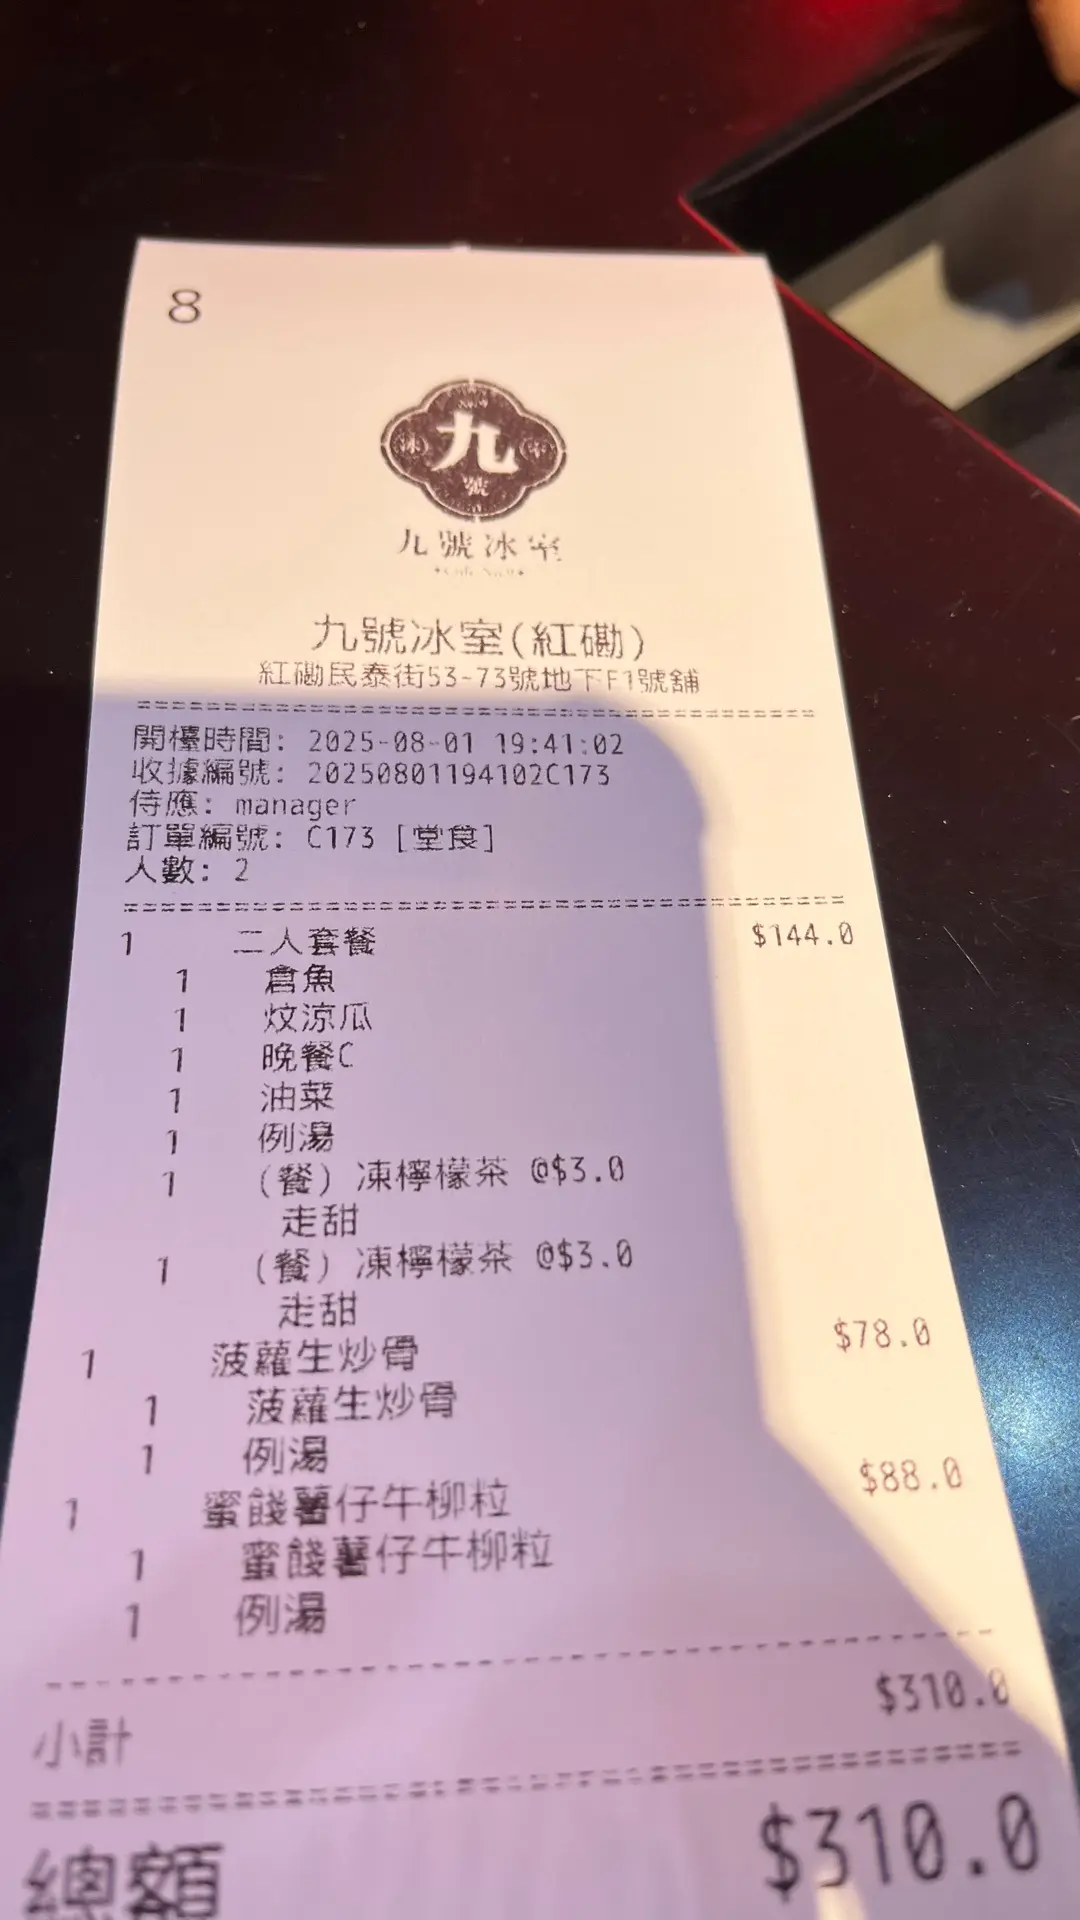 8
九
號
九號冰室
九號冰室(紅磡)
紅磡民泰街53-73號地下F1號舖
開檯時間: 2025-08-01 19:41:02
收據編號: 20250801194102C173
侍應: manager
訂單編號: C173 [堂食]
人數: 2
1 二人套餐 $144.0
1 倉魚
1 炆涼瓜
1 晚餐C
1 油菜
1 例湯
1 (餐) 凍檸檬茶 @$3.0
走甜
1 (餐) 凍檸檬茶 @$3.0
走甜
1 菠蘿生炒骨 $78.0
1 菠蘿生炒骨
1 例湯
1 蜜餞薯仔牛柳粒 $88.0
1 蜜餞薯仔牛柳粒
1 例湯
小計 $310.0
總額 $310.0